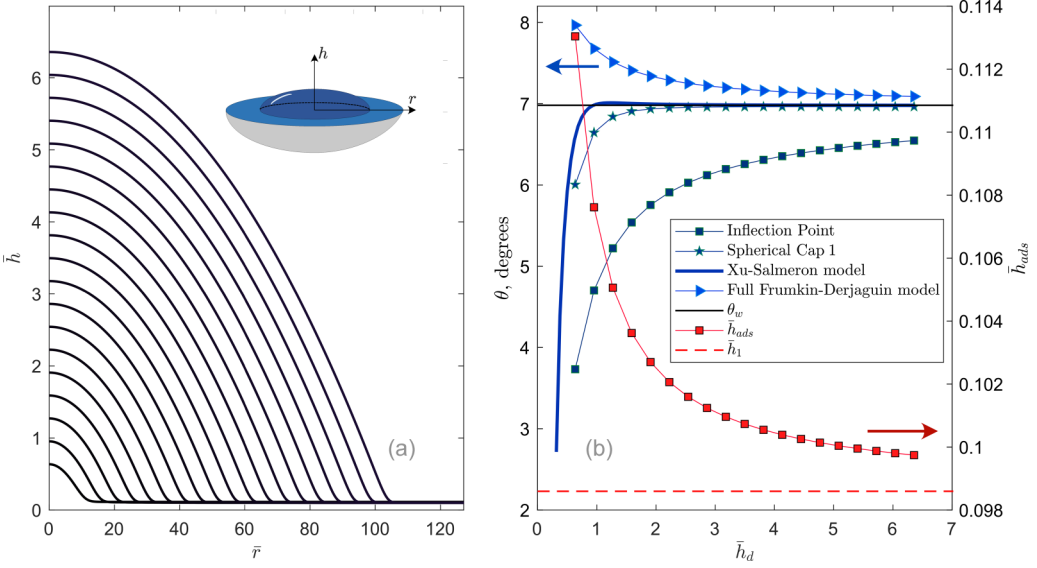 6
5
4
3
2
1
0
h̄
0 20 40 60 80 100 120
r̄
h
r
(a)
8
7
6
5
4
3
2
θ, degrees
0 1 2 3 4 5 6 7
h̄_d
0.114
0.112
0.11
0.108
0.106
0.104
0.102
0.1
0.098
h̄_ads
Inflection Point
Spherical Cap 1
Xu-Salmeron model
Full Frumkin-Derjaguin model
θ_w
h̄_ads
h̄_1
(b)